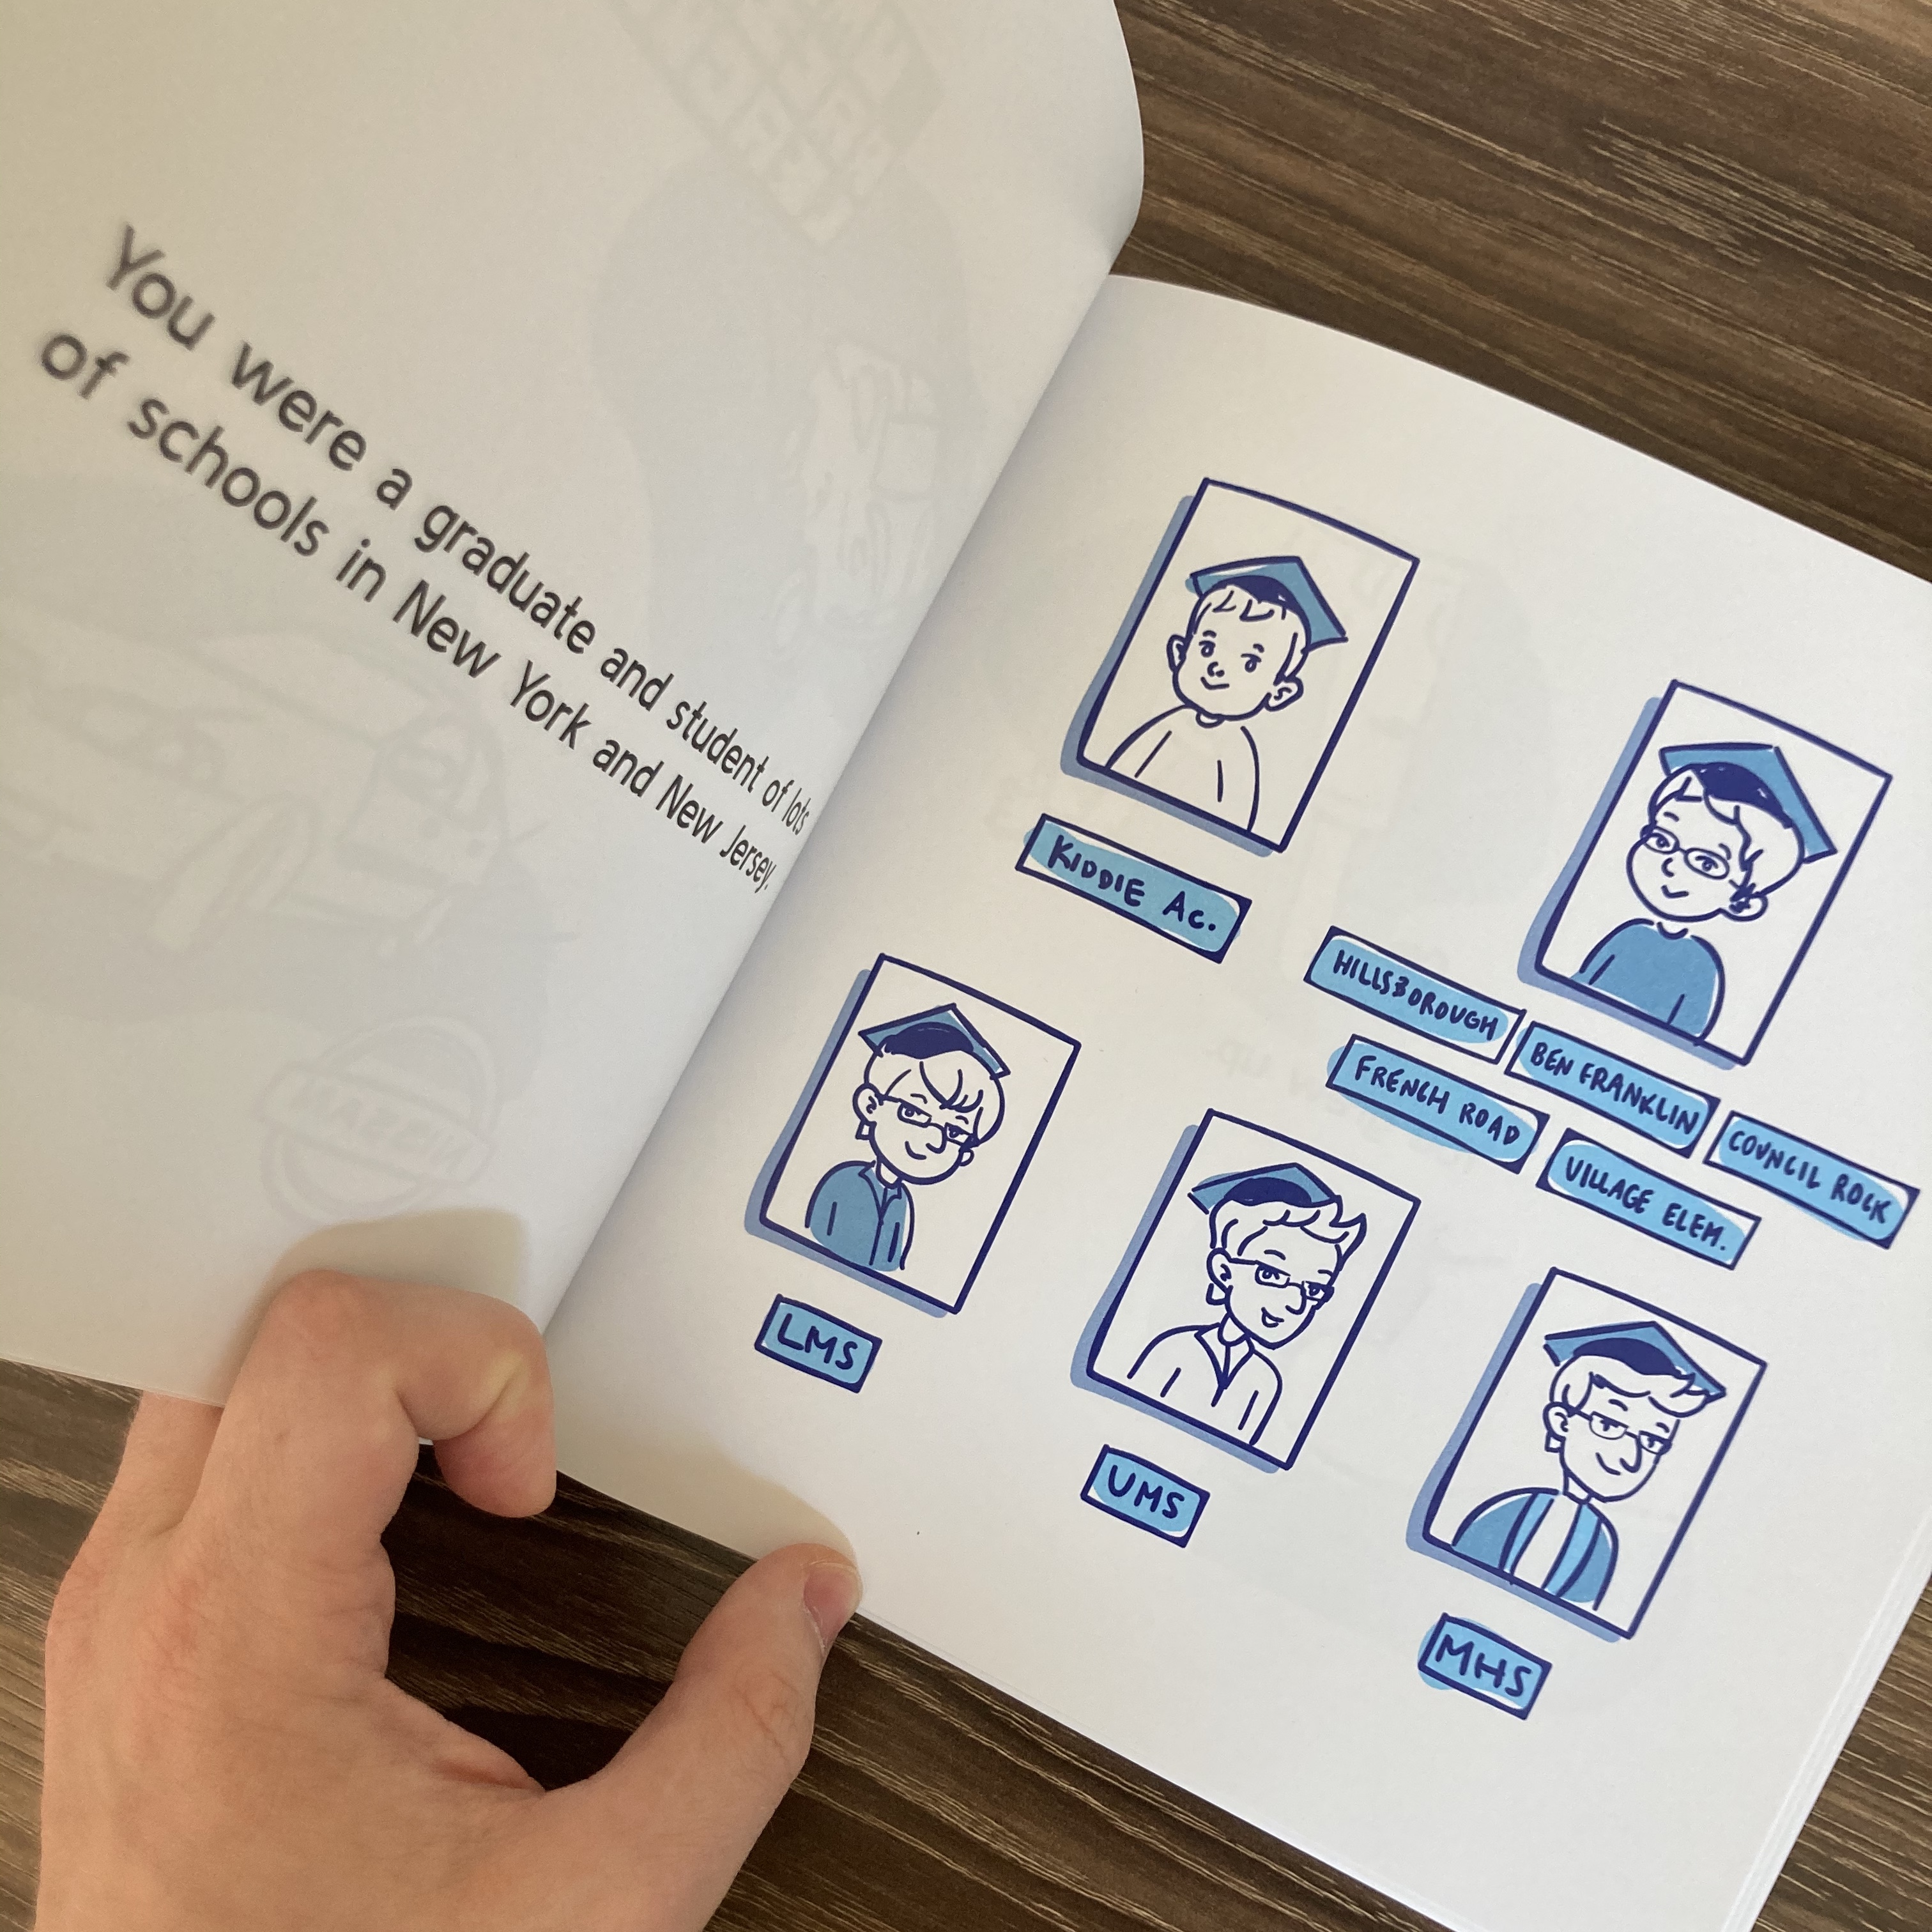 You were a graduate and student of lots
of schools in New York and New Jersey.
KIDDIE AC.
HILLSBOROUGH
BEN FRANKLIN
COUNCIL ROCK
FRENCH ROAD
VILLAGE ELEM.
LMS
UMS
MHS